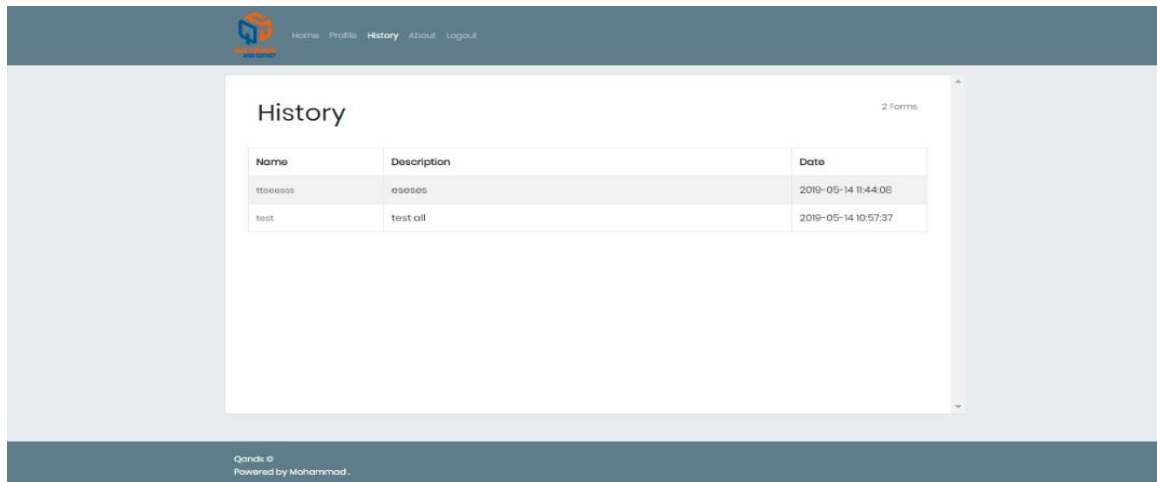 Home Profile History About Logout
History
2 Forms
Name Description Date
tteeesss eseses 2019-05-14 11:44:08
test test all 2019-05-14 10:57:37
Qands ©
Powered by Mohammad.